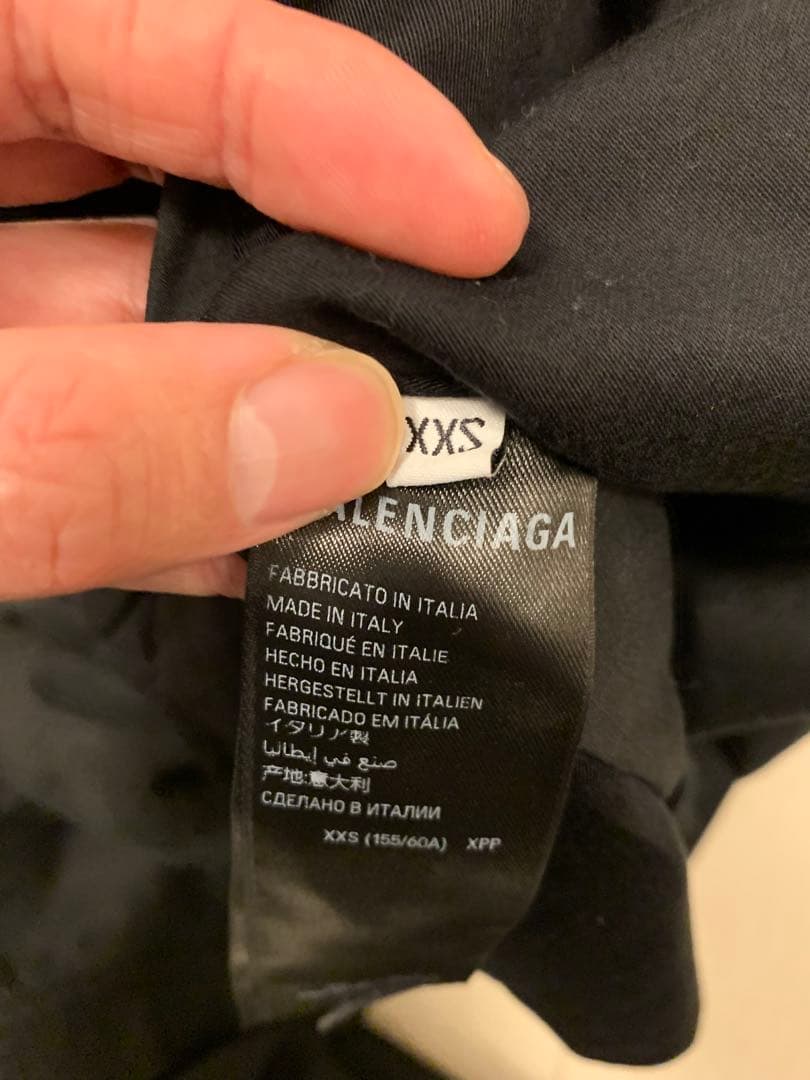 XXS
ALENCIAGA
FABBRICATO IN ITALIA
MADE IN ITALY
FABRIQUÉ EN ITALIE
HECHO EN ITALIA
HERGESTELLT IN ITALIEN
FABRICADO EM ITÁLIA
イタリア製
صنع في إيطاليا
产地:意大利
СДЕЛАНО В ИТАЛИИ
XXS (155/60A) XPP